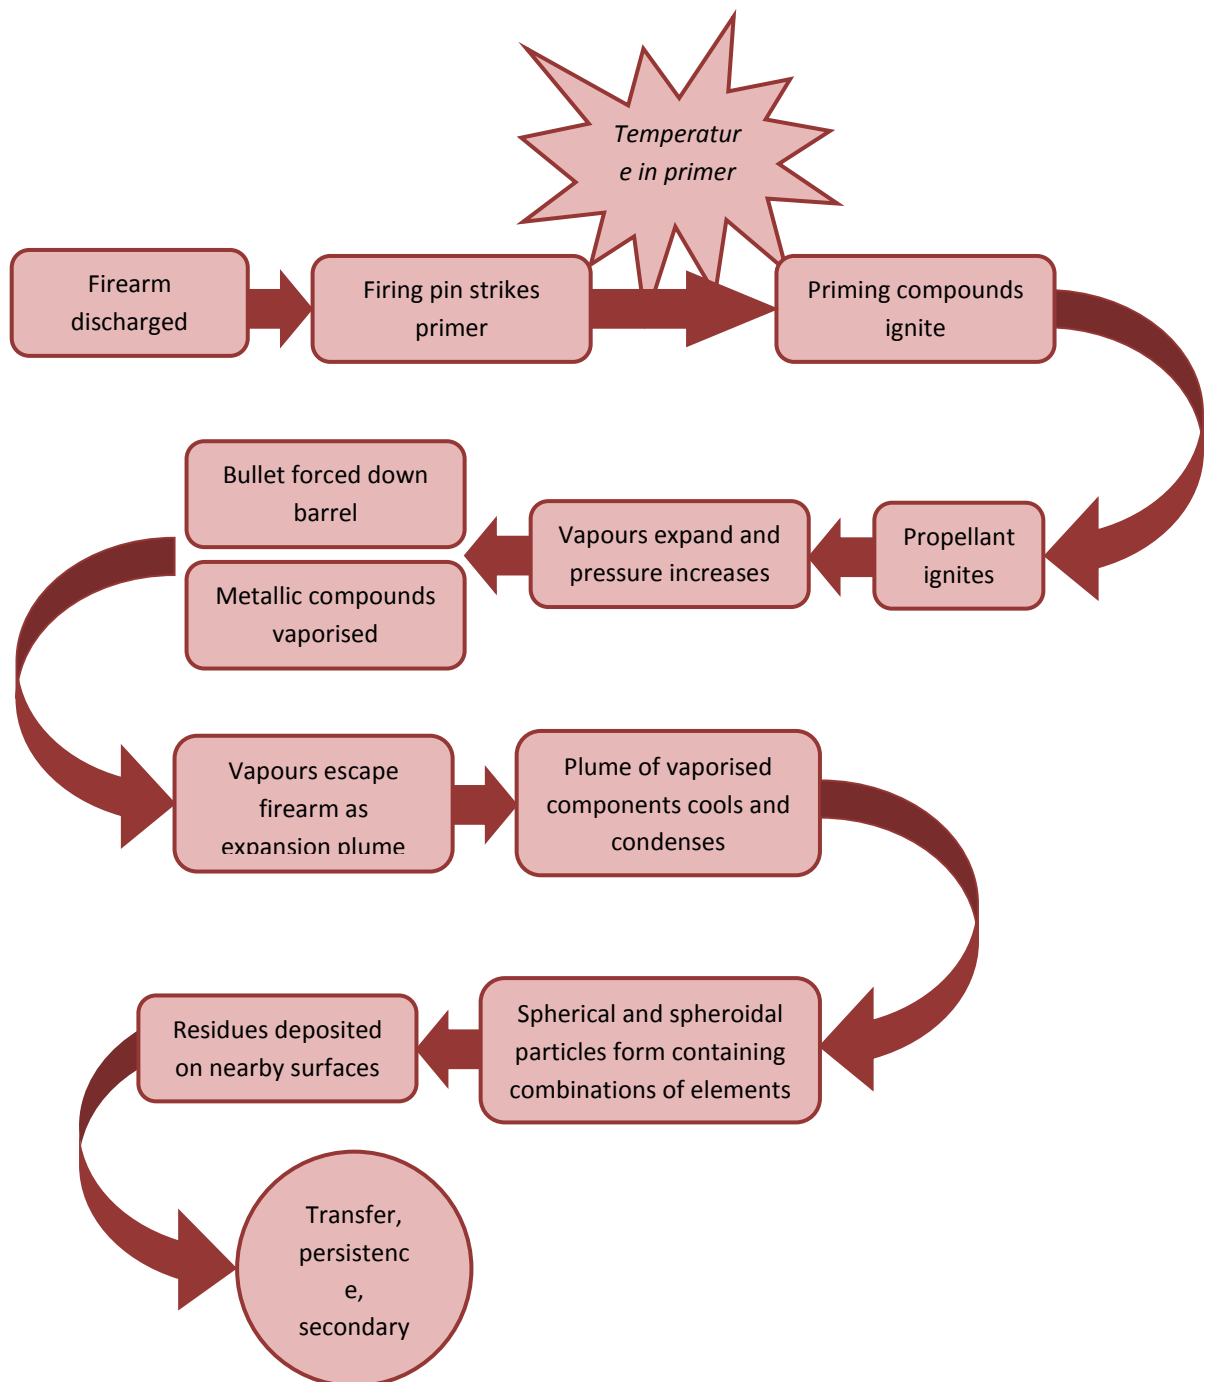 Temperatur
e in primer
Firearm
discharged
Firing pin strikes
primer
Priming compounds
ignite
Propellant
ignites
Vapours expand and
pressure increases
Bullet forced down
barrel
Metallic compounds
vaporised
Vapours escape
firearm as
expansion plume
Plume of vaporised
components cools and
condenses
Spherical and spheroidal
particles form containing
combinations of elements
Residues deposited
on nearby surfaces
Transfer,
persistenc
e,
secondary